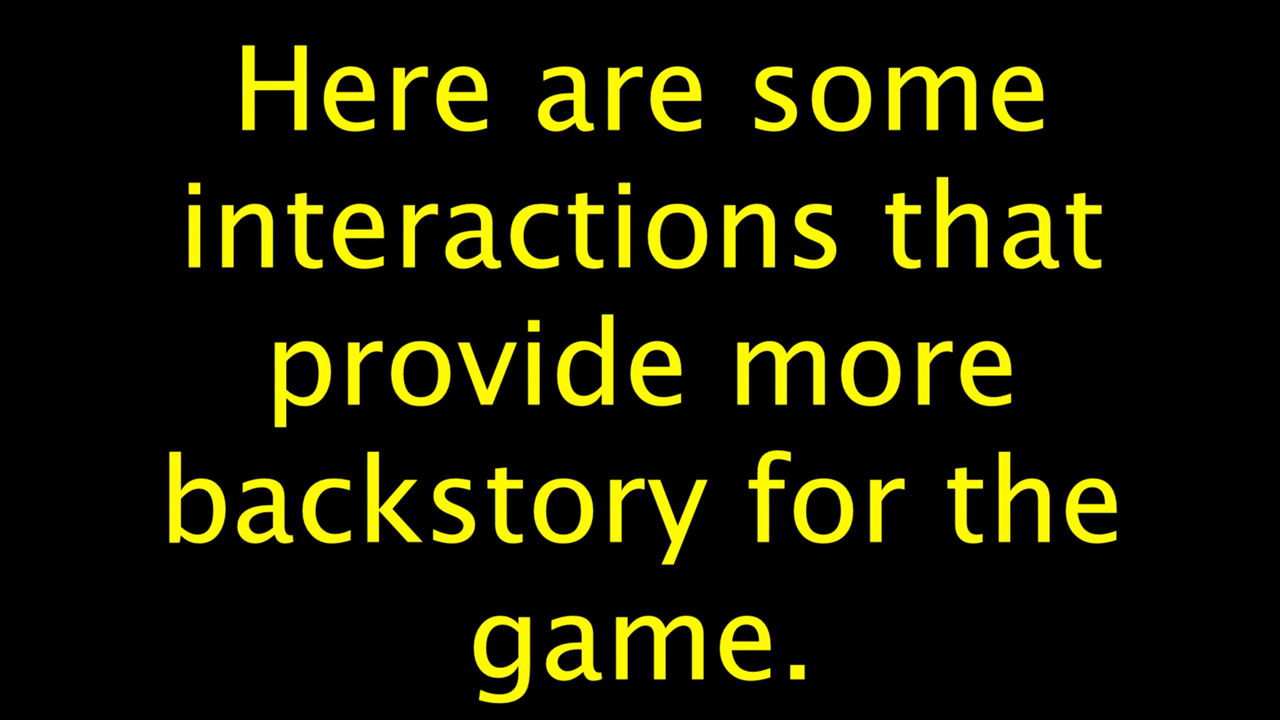 Here are some
interactions that
provide more
backstory for the
game.